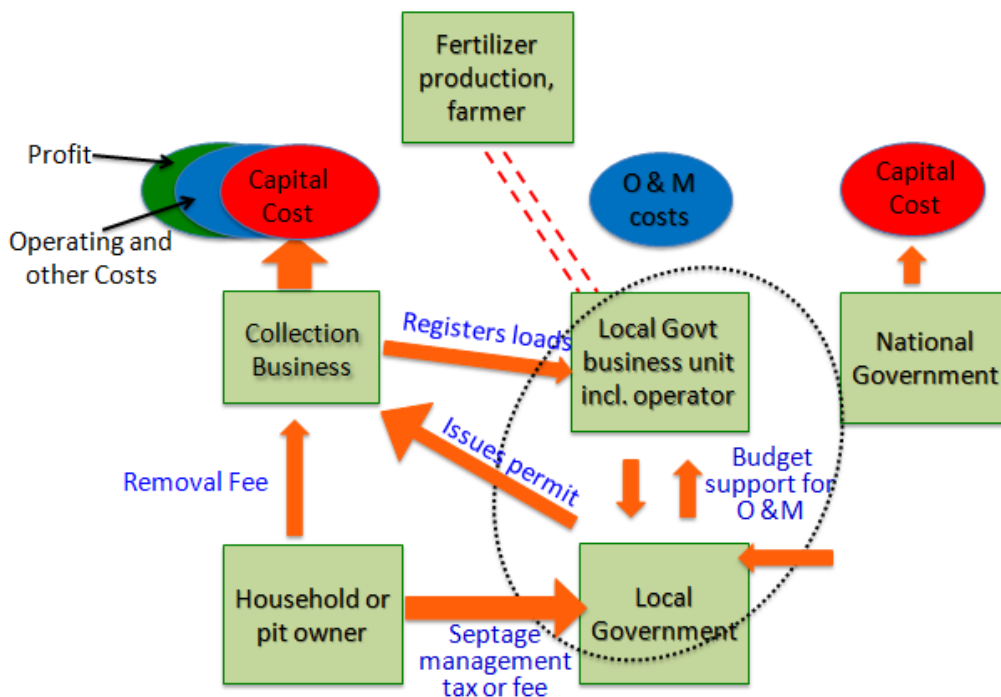 Fertilizer
production,
farmer
Profit
Capital
Cost
Operating and
other Costs
O & M
costs
Capital
Cost
Collection
Business
Registers loads
Local Govt
business unit
incl. operator
National
Government
Removal Fee
Issues permit
Budget
support for
O &M
Household or
pit owner
Septage
management
tax or fee
Local
Government